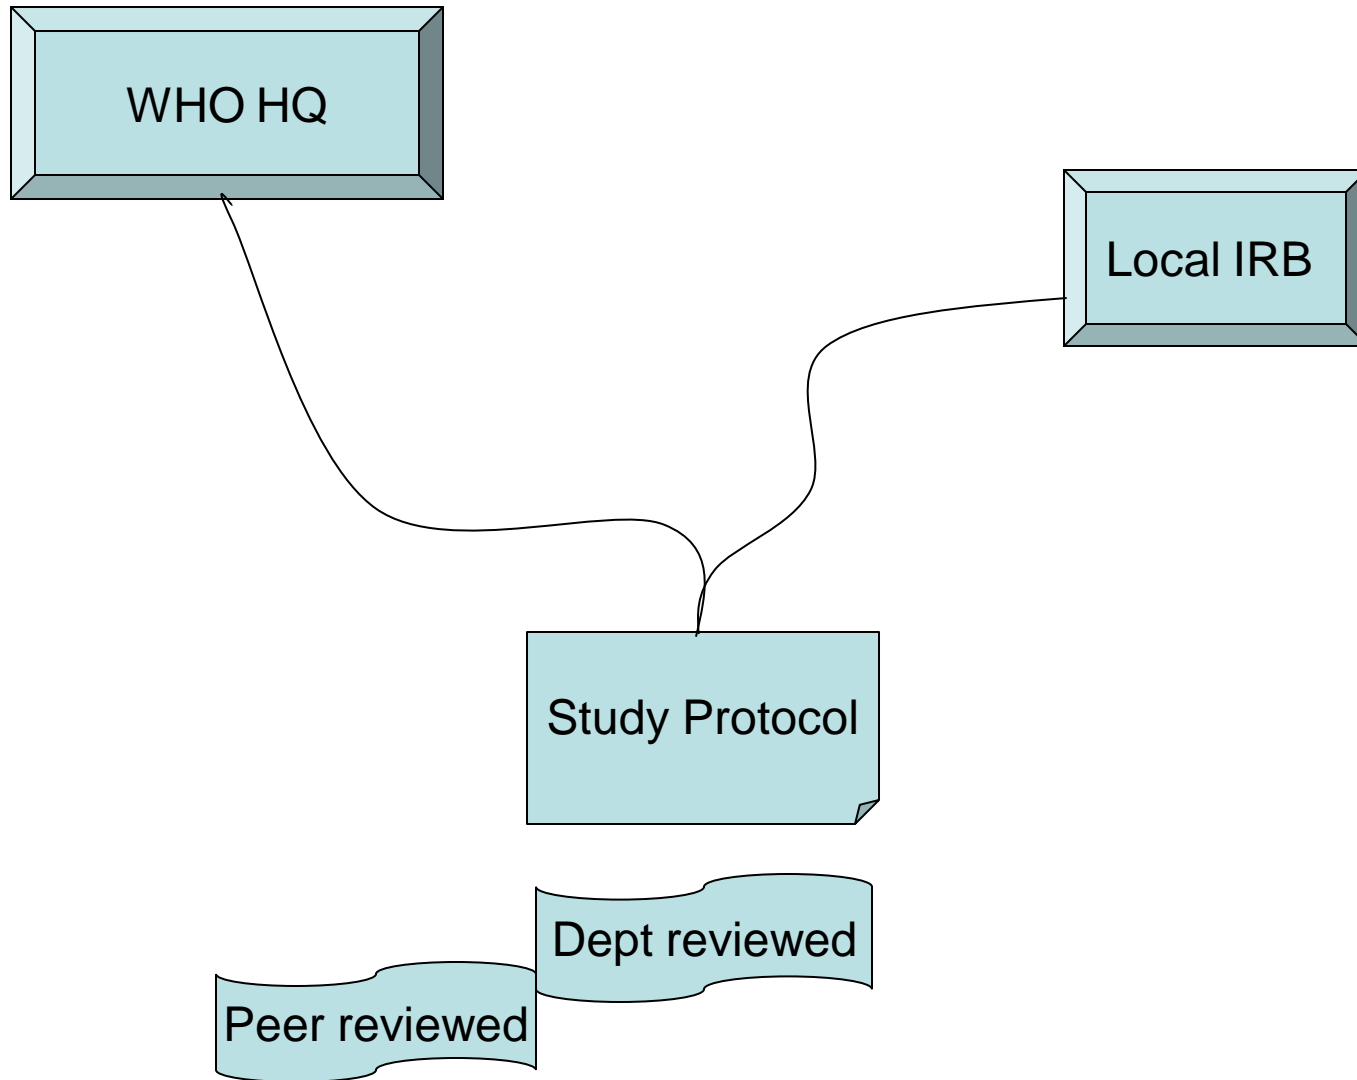 WHO HQ
Local IRB
Study Protocol
Dept reviewed
Peer reviewed